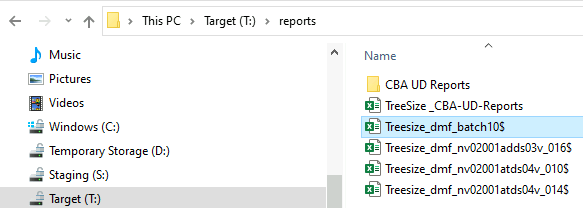 This PC > Target (T:) > reports
Music
Pictures
Videos
Windows (C:)
Temporary Storage (D:)
Staging (S:)
Target (T:)
Name
CBA UD Reports
TreeSize _CBA-UD-Reports
Treesize_dmf_batch10$
Treesize_dmf_nv02001adds03v_016$
Treesize_dmf_nv02001atds04v_010$
Treesize_dmf_nv02001atds04v_014$